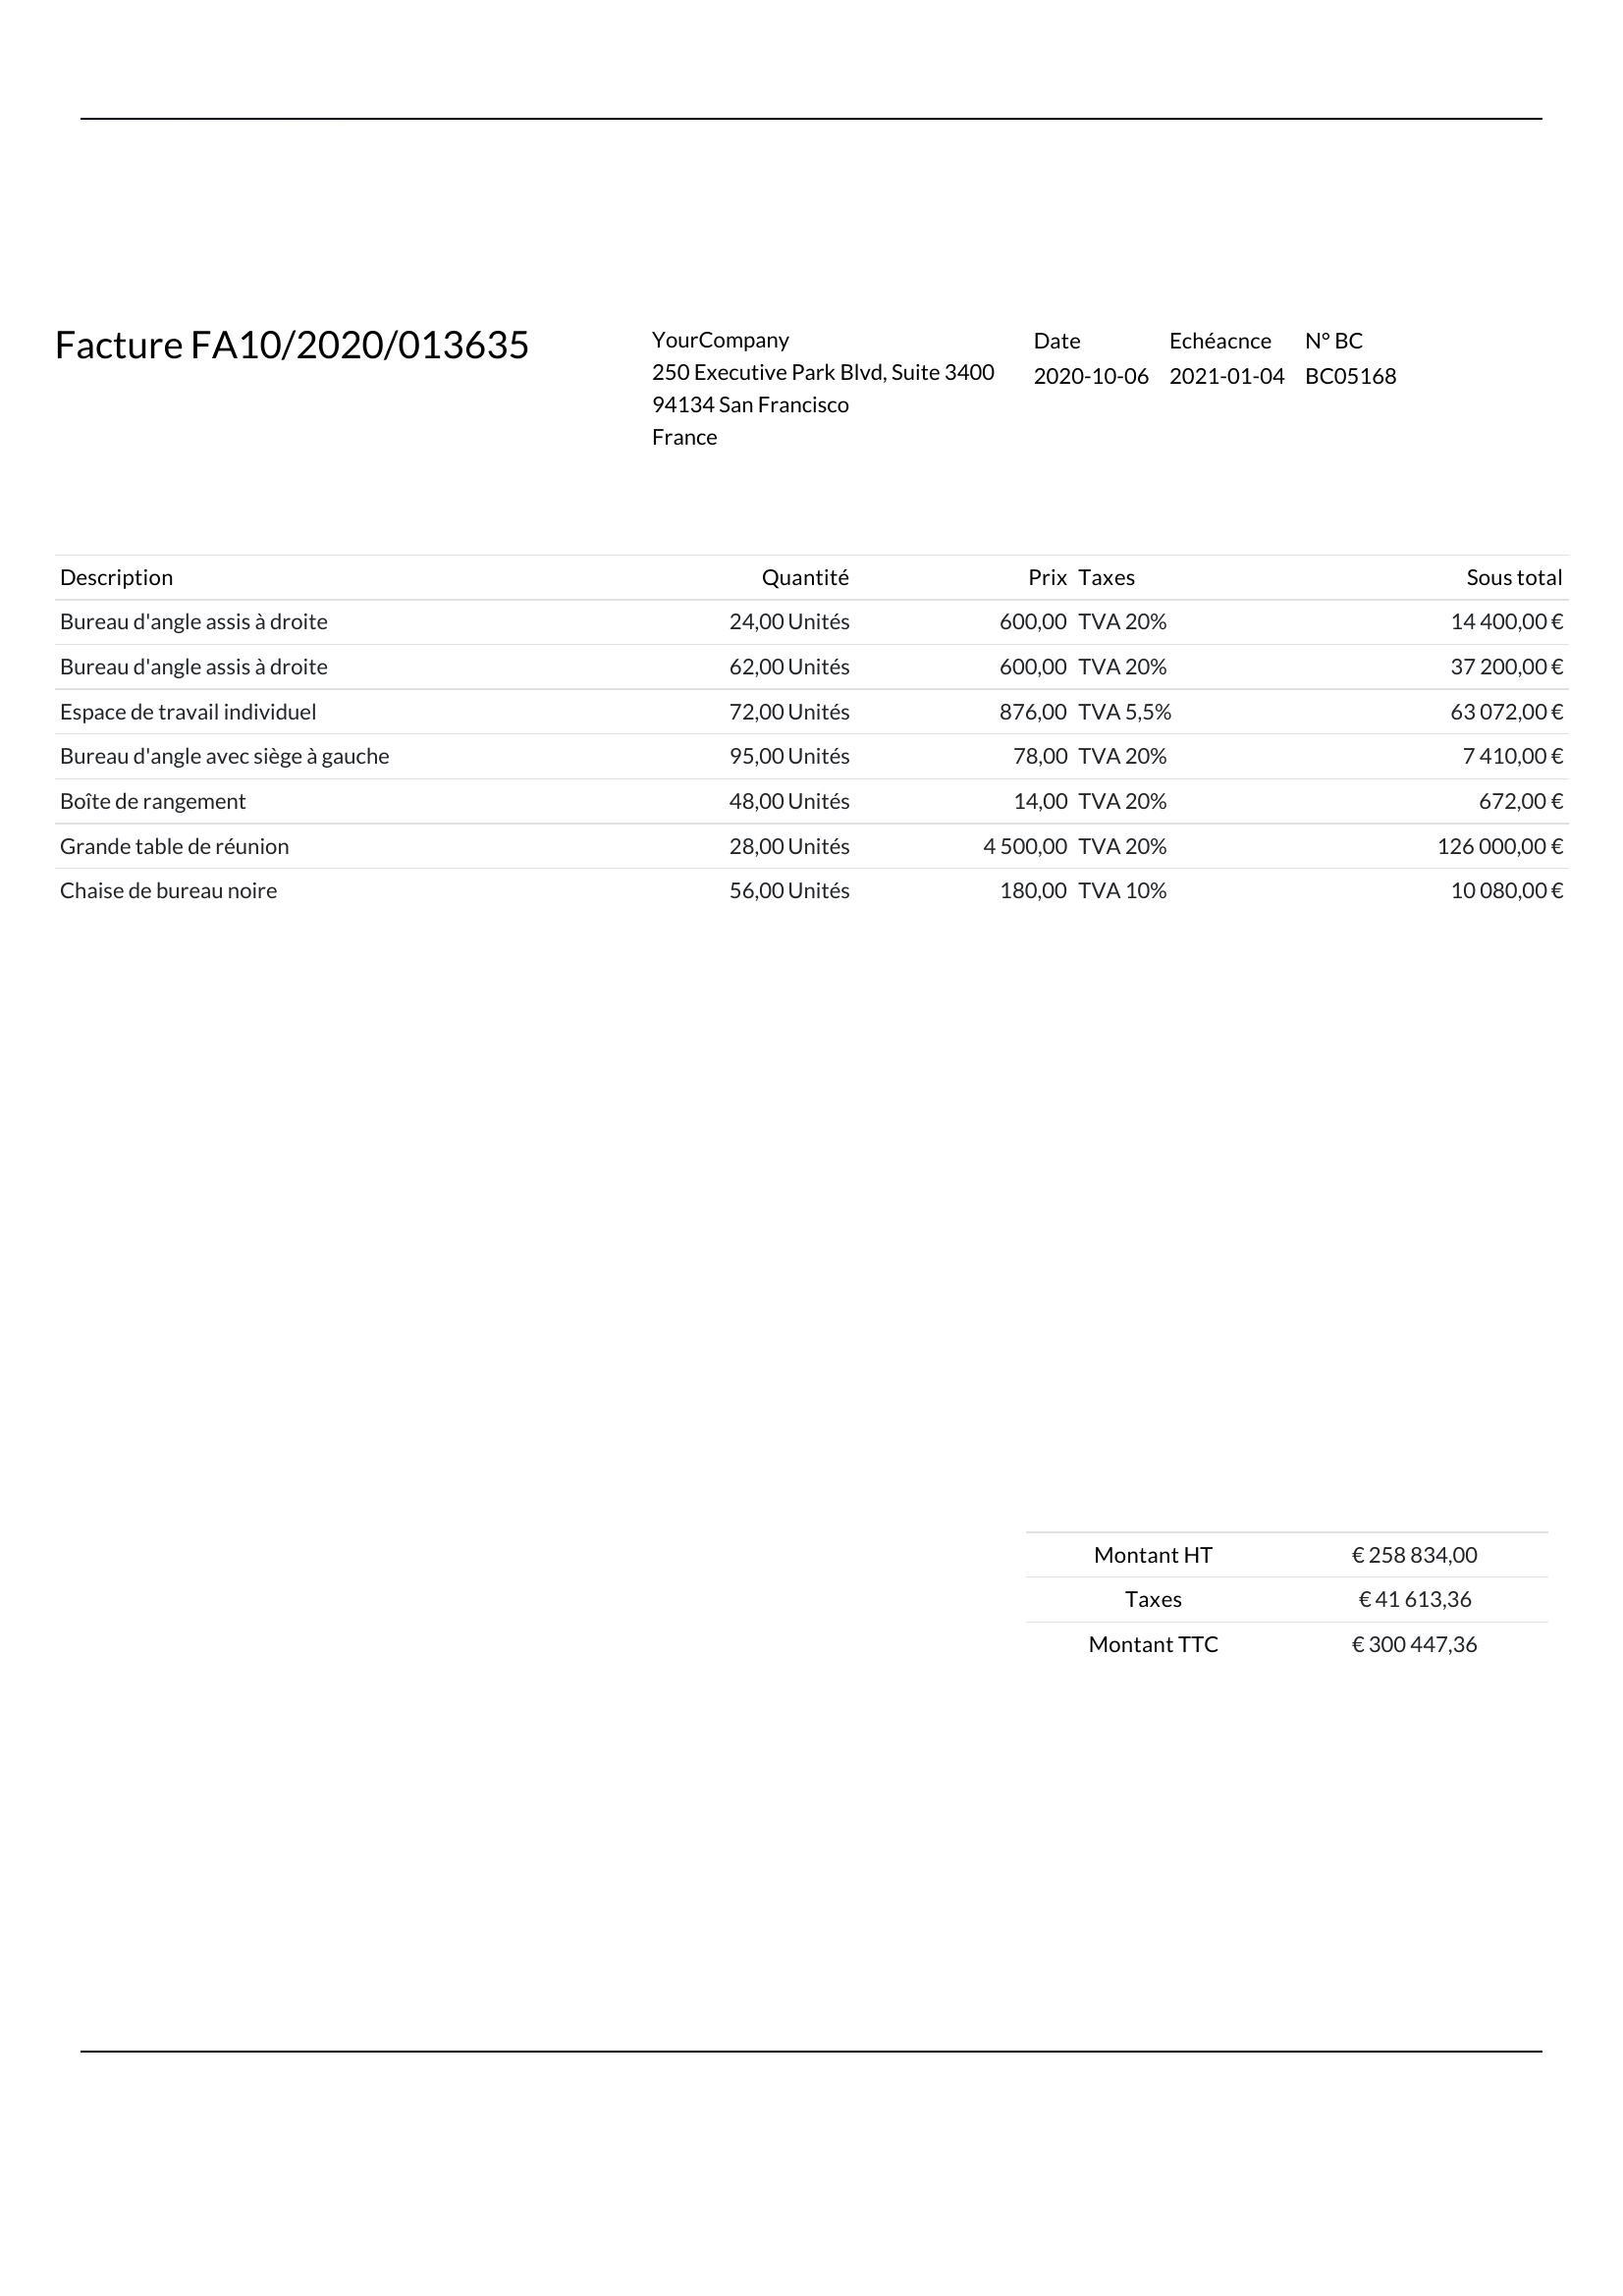 Facture FA10/2020/013635
YourCompany
250 Executive Park Blvd, Suite 3400
94134 San Francisco
France
Date Echéacnce N° BC
2020-10-06 2021-01-04 BC05168
Description Quantité Prix Taxes Sous total
Bureau d'angle assis à droite 24,00 Unités 600,00 TVA 20% 14 400,00 €
Bureau d'angle assis à droite 62,00 Unités 600,00 TVA 20% 37 200,00 €
Espace de travail individuel 72,00 Unités 876,00 TVA 5,5% 63 072,00 €
Bureau d'angle avec siège à gauche 95,00 Unités 78,00 TVA 20% 7 410,00 €
Boîte de rangement 48,00 Unités 14,00 TVA 20% 672,00 €
Grande table de réunion 28,00 Unités 4 500,00 TVA 20% 126 000,00 €
Chaise de bureau noire 56,00 Unités 180,00 TVA 10% 10 080,00 €
Montant HT € 258 834,00
Taxes € 41 613,36
Montant TTC € 300 447,36